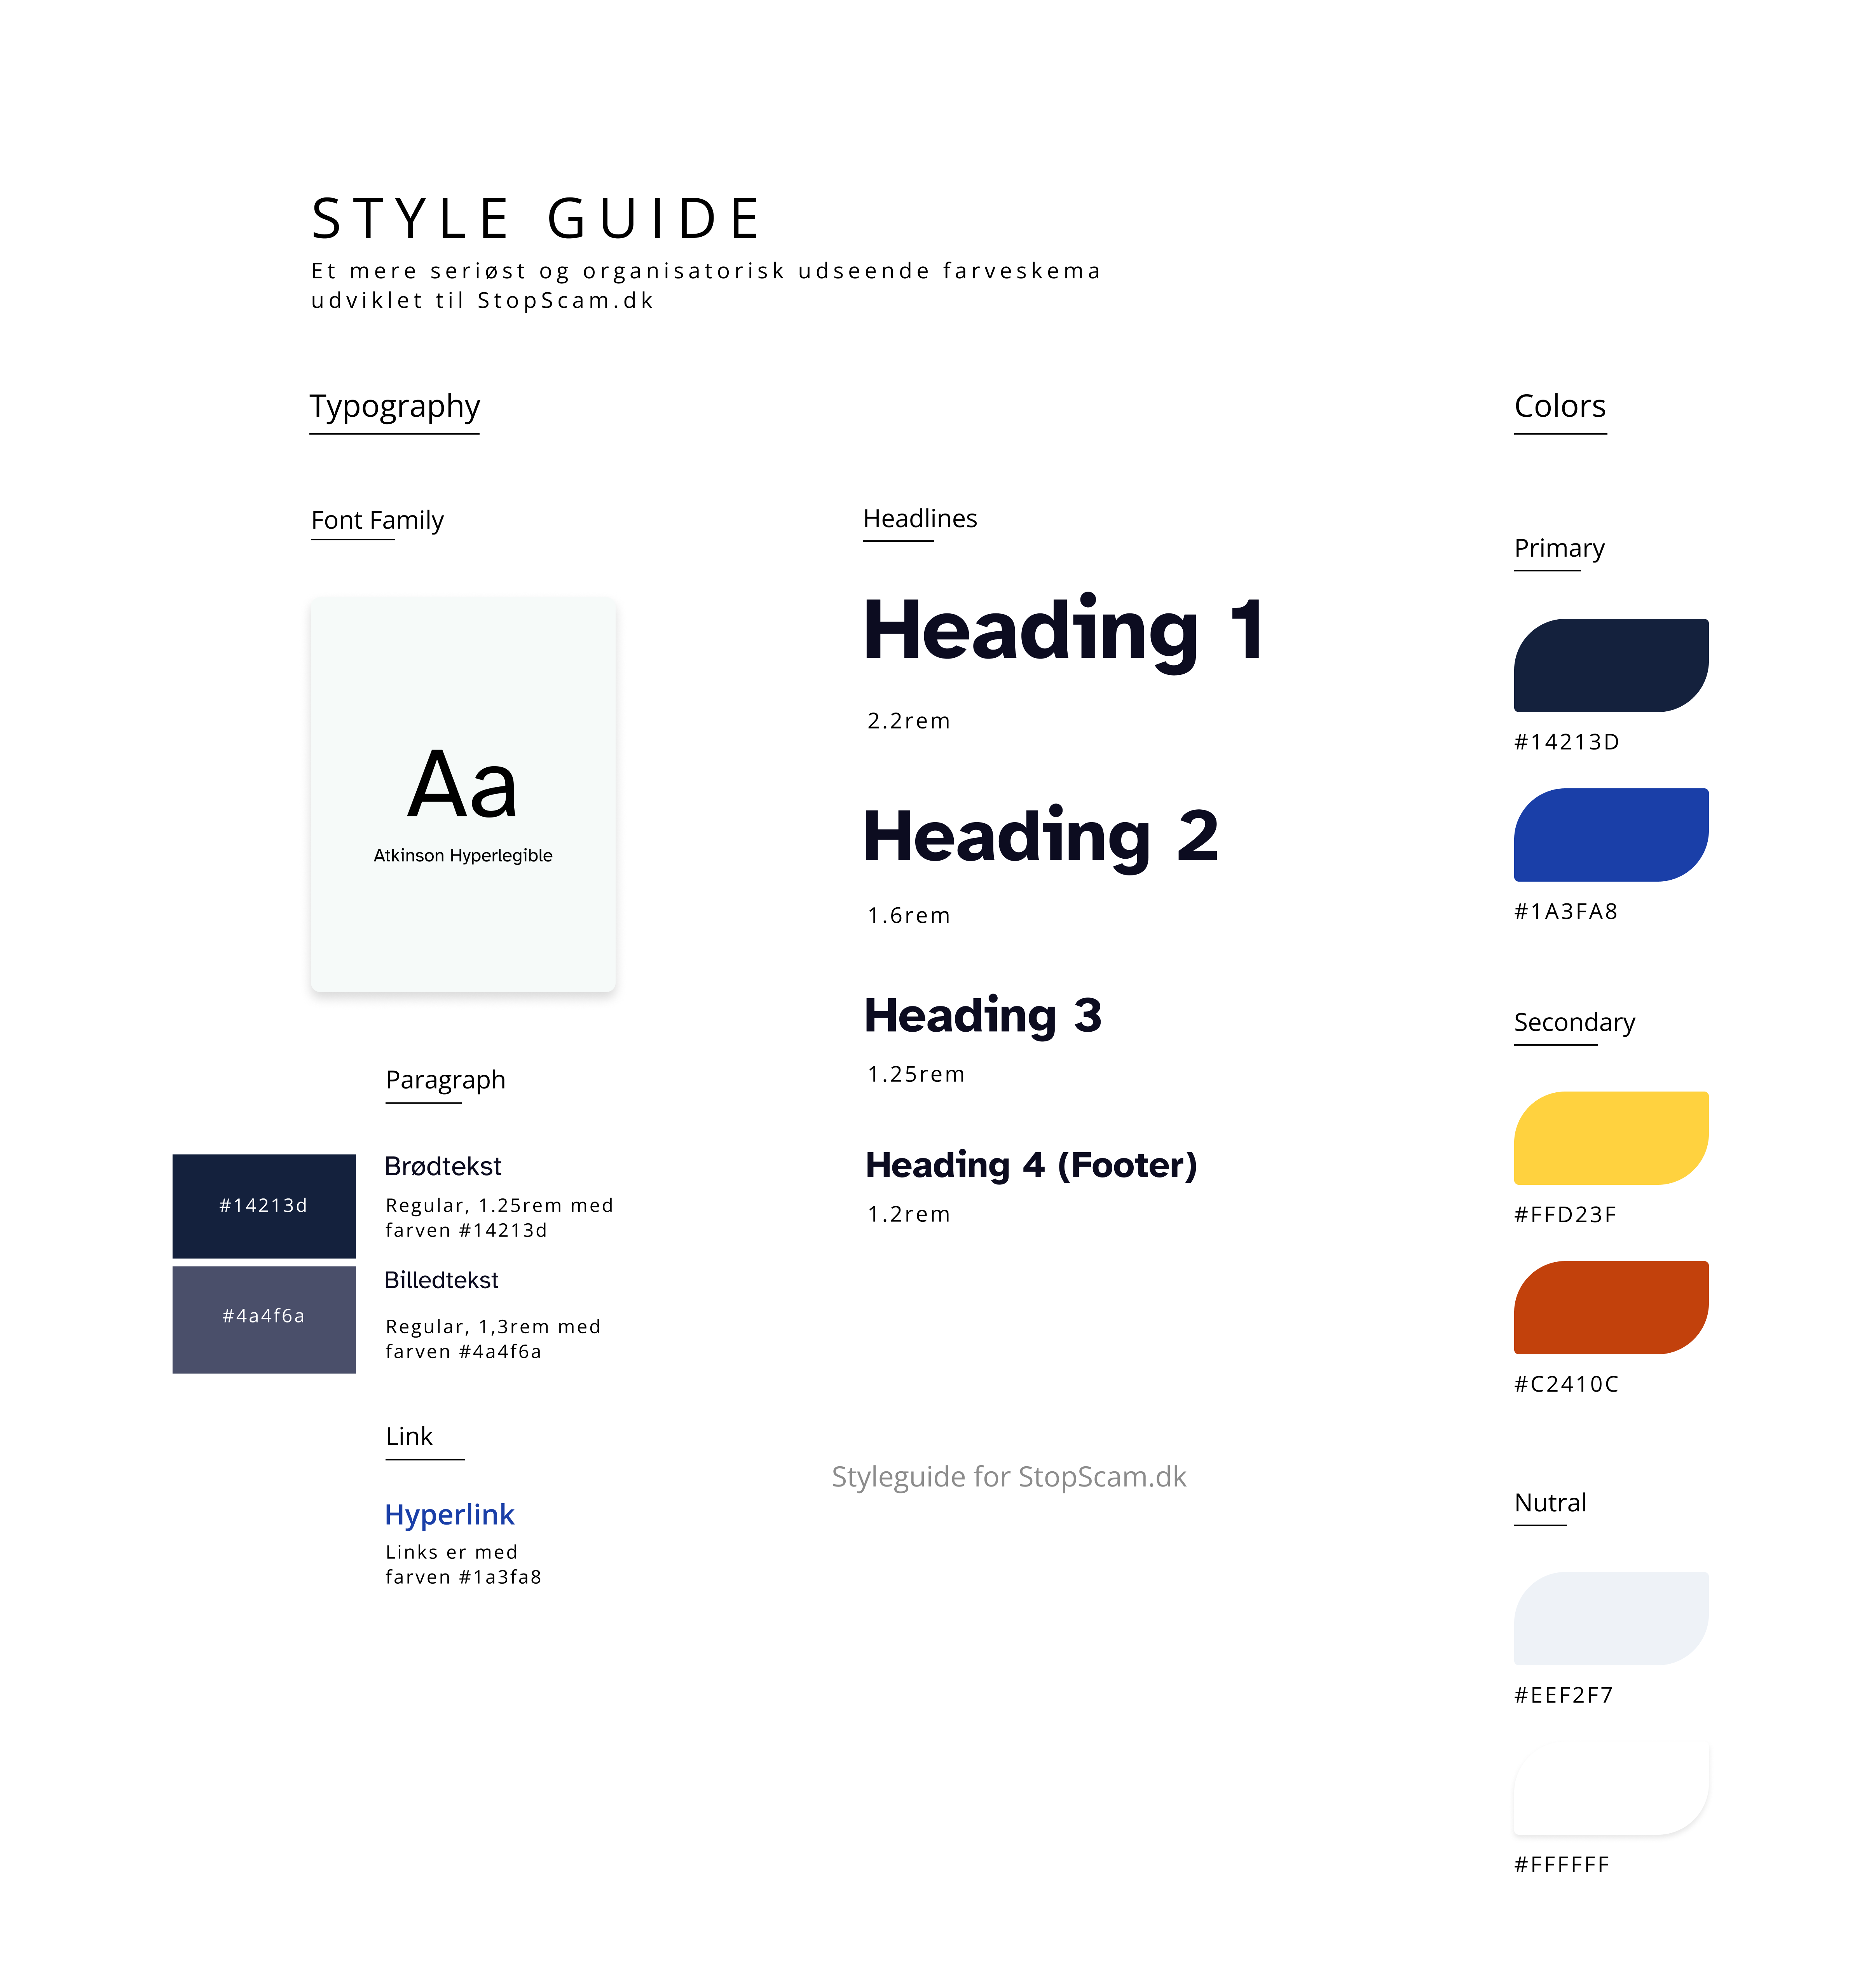 STYLE GUIDE
Et mere seriøst og organisatorisk udseende farveskema
udviklet til StopScam.dk
Typography
Font Family
Aa
Atkinson Hyperlegible
Paragraph
#14213d
Brødtekst
Regular, 1.25rem med
farven #14213d
#4a4f6a
Billedtekst
Regular, 1,3rem med
farven #4a4f6a
Link
Hyperlink
Links er med
farven #1a3fa8
Headlines
Heading 1
2.2rem
Heading 2
1.6rem
Heading 3
1.25rem
Heading 4 (Footer)
1.2rem
Styleguide for StopScam.dk
Colors
Primary
#14213D
#1A3FA8
Secondary
#FFD23F
#C2410C
Nutral
#EEF2F7
#FFFFFF